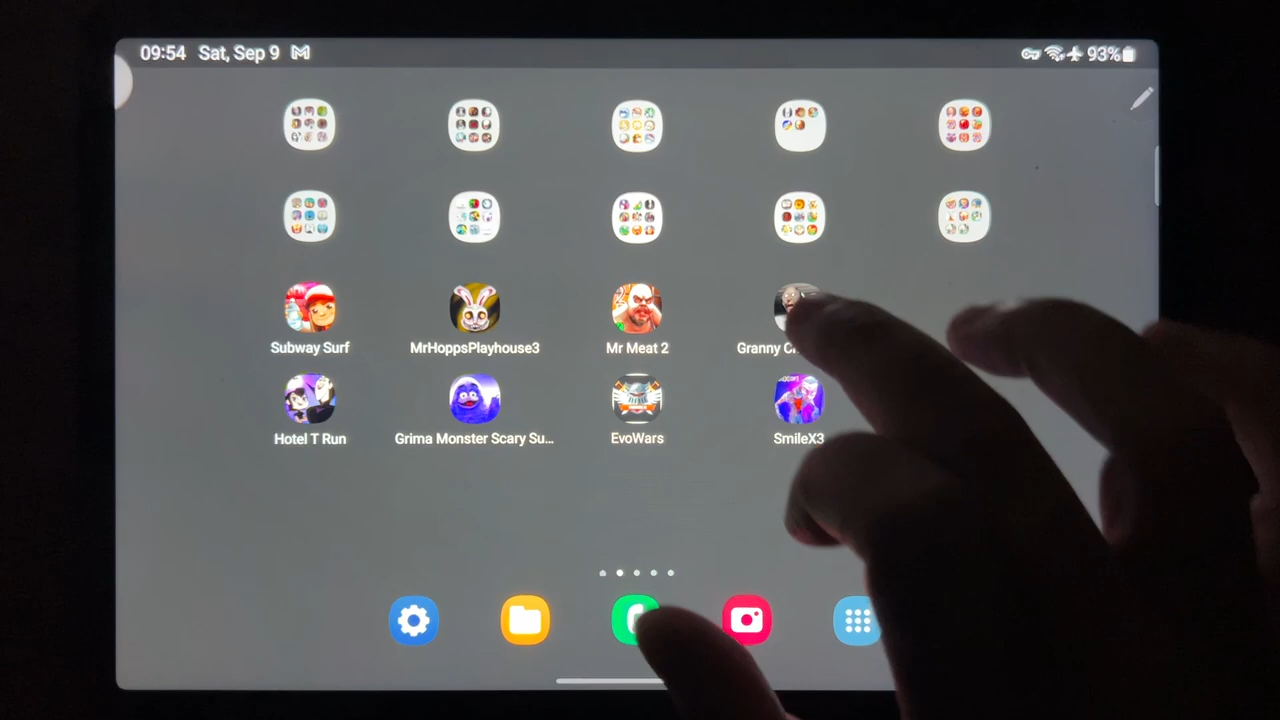 09:54 Sat, Sep 9 93%
Subway Surf MrHoppsPlayhouse3 Mr Meat 2 Granny
Hotel T Run Grima Monster Scary Su... EvoWars SmileX3